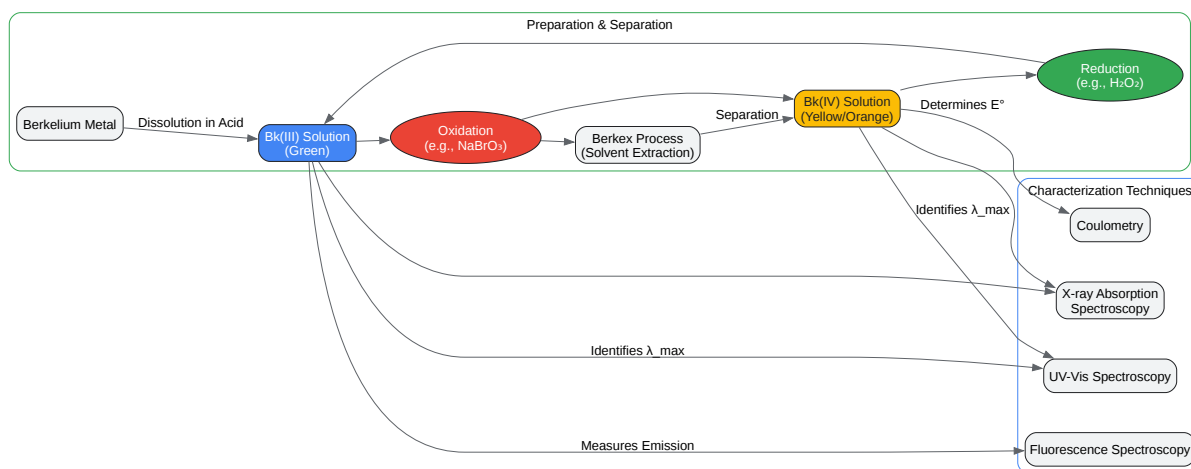 Preparation & Separation
Reduction
(e.g., H₂O₂)
Berkelium Metal
Dissolution in Acid
Bk(III) Solution
(Green)
Oxidation
(e.g., NaBrO₃)
Berkex Process
(Solvent Extraction)
Separation
Bk(IV) Solution
(Yellow/Orange)
Determines E°
Characterization Techniques
Identifies λ_max
Coulometry
X-ray Absorption
Spectroscopy
Identifies λ_max
UV-Vis Spectroscopy
Measures Emission
Fluorescence Spectroscopy